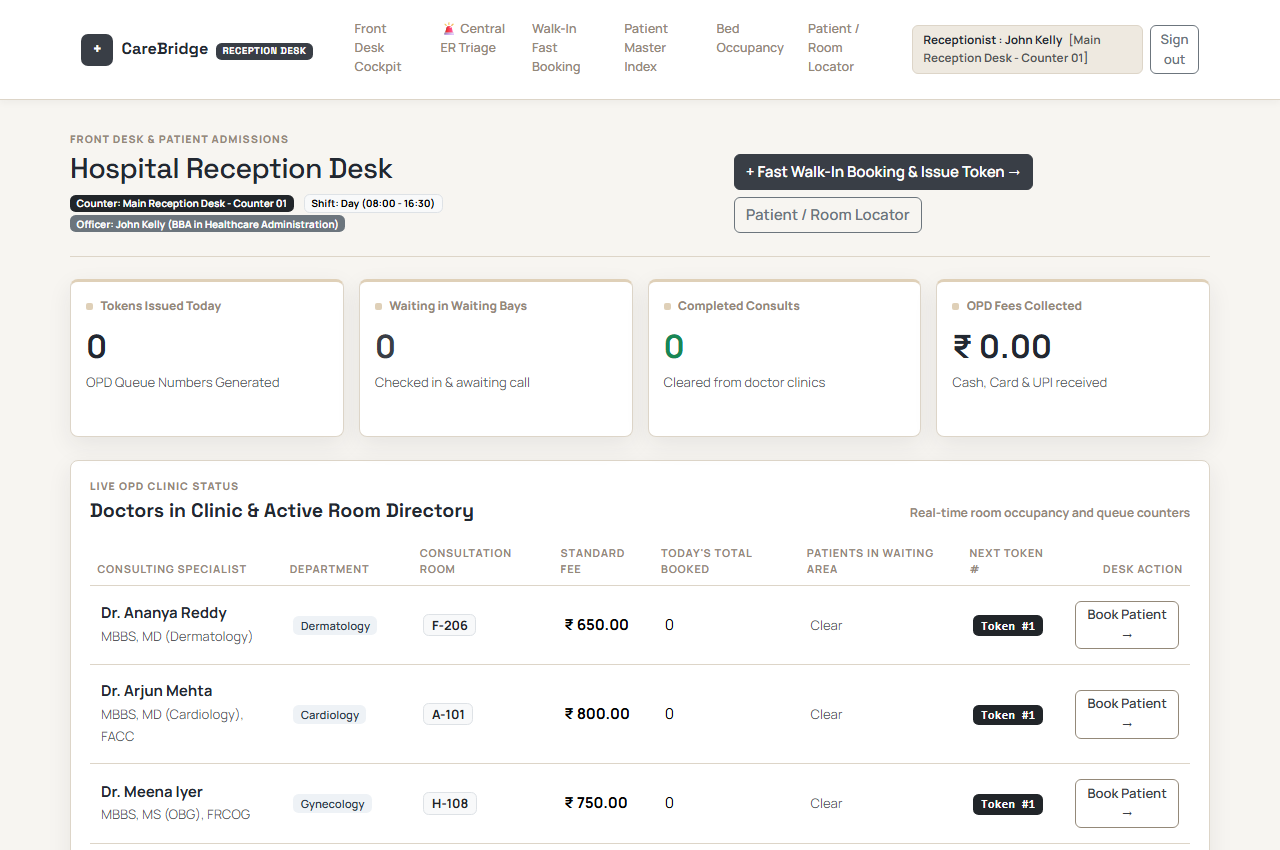 + CareBridge RECEPTION DESK
Front Desk Cockpit
🚨 Central ER Triage
Walk-In Fast Booking
Patient Master Index
Bed Occupancy
Patient / Room Locator
Receptionist : John Kelly [Main Reception Desk - Counter 01]
Sign out
FRONT DESK & PATIENT ADMISSIONS
Hospital Reception Desk
Counter: Main Reception Desk - Counter 01 Shift: Day (08:00 - 16:30)
Officer: John Kelly (BBA in Healthcare Administration)
+ Fast Walk-In Booking & Issue Token →
Patient / Room Locator
Tokens Issued Today
0
OPD Queue Numbers Generated
Waiting in Waiting Bays
0
Checked in & awaiting call
Completed Consults
0
Cleared from doctor clinics
OPD Fees Collected
₹ 0.00
Cash, Card & UPI received
LIVE OPD CLINIC STATUS
Doctors in Clinic & Active Room Directory
Real-time room occupancy and queue counters
CONSULTING SPECIALIST DEPARTMENT CONSULTATION ROOM STANDARD FEE TODAY'S TOTAL BOOKED PATIENTS IN WAITING AREA NEXT TOKEN # DESK ACTION
Dr. Ananya Reddy
MBBS, MD (Dermatology)
Dermatology F-206 ₹ 650.00 0 Clear Token #1 Book Patient →
Dr. Arjun Mehta
MBBS, MD (Cardiology), FACC
Cardiology A-101 ₹ 800.00 0 Clear Token #1 Book Patient →
Dr. Meena Iyer
MBBS, MS (OBG), FRCOG
Gynecology H-108 ₹ 750.00 0 Clear Token #1 Book Patient →